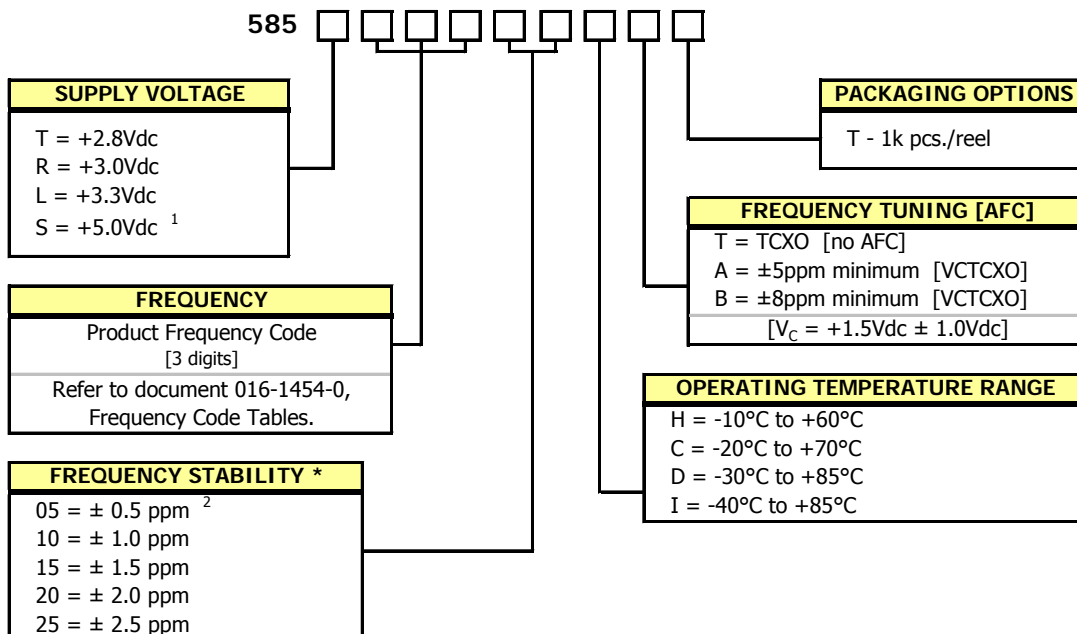 585
SUPPLY VOLTAGE
T = +2.8Vdc
R = +3.0Vdc
L = +3.3Vdc
S = +5.0Vdc 1
PACKAGING OPTIONS
T - 1k pcs./reel
FREQUENCY TUNING [AFC]
T = TCXO [no AFC]
A = ±5ppm minimum [VCTCXO]
B = ±8ppm minimum [VCTCXO]
[VC = +1.5Vdc ± 1.0Vdc]
FREQUENCY
Product Frequency Code
[3 digits]
Refer to document 016-1454-0,
Frequency Code Tables.
OPERATING TEMPERATURE RANGE
H = -10°C to +60°C
C = -20°C to +70°C
D = -30°C to +85°C
I = -40°C to +85°C
FREQUENCY STABILITY *
05 = ± 0.5 ppm 2
10 = ± 1.0 ppm
15 = ± 1.5 ppm
20 = ± 2.0 ppm
25 = ± 2.5 ppm